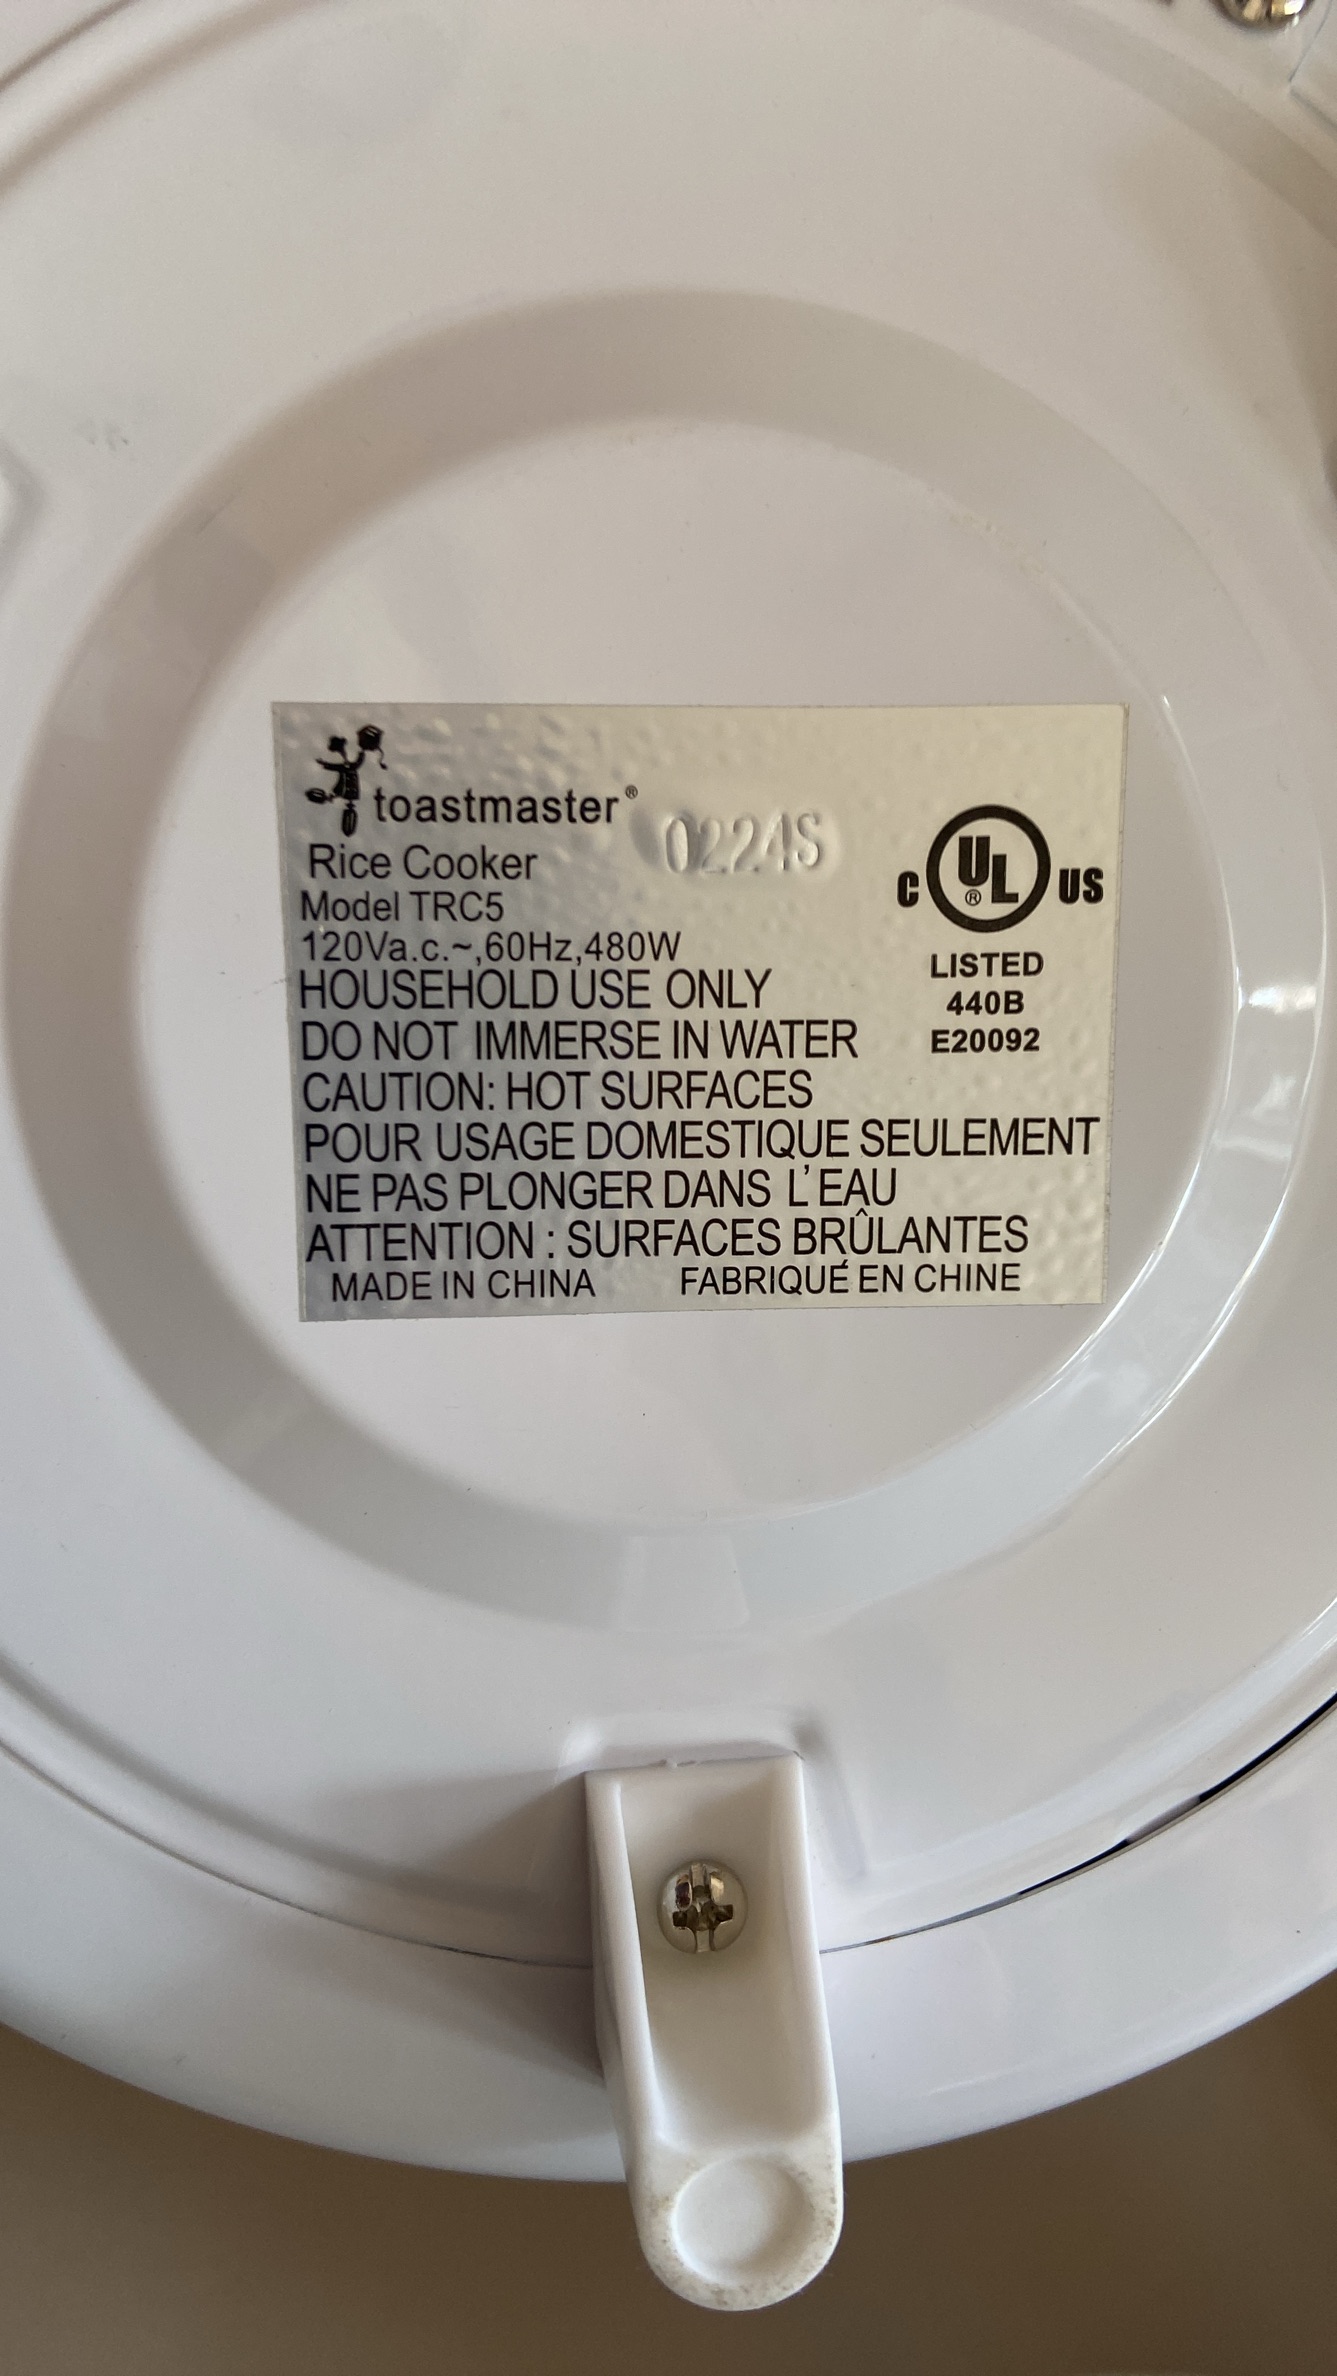 toastmaster®
0224S
Rice Cooker
Model TRC5
120Va.c.~,60Hz,480W
HOUSEHOLD USE ONLY
DO NOT IMMERSE IN WATER
CAUTION: HOT SURFACES
POUR USAGE DOMESTIQUE SEULEMENT
NE PAS PLONGER DANS L'EAU
ATTENTION : SURFACES BRÛLANTES
MADE IN CHINA FABRIQUÉ EN CHINE
C UL® US
LISTED
440B
E20092